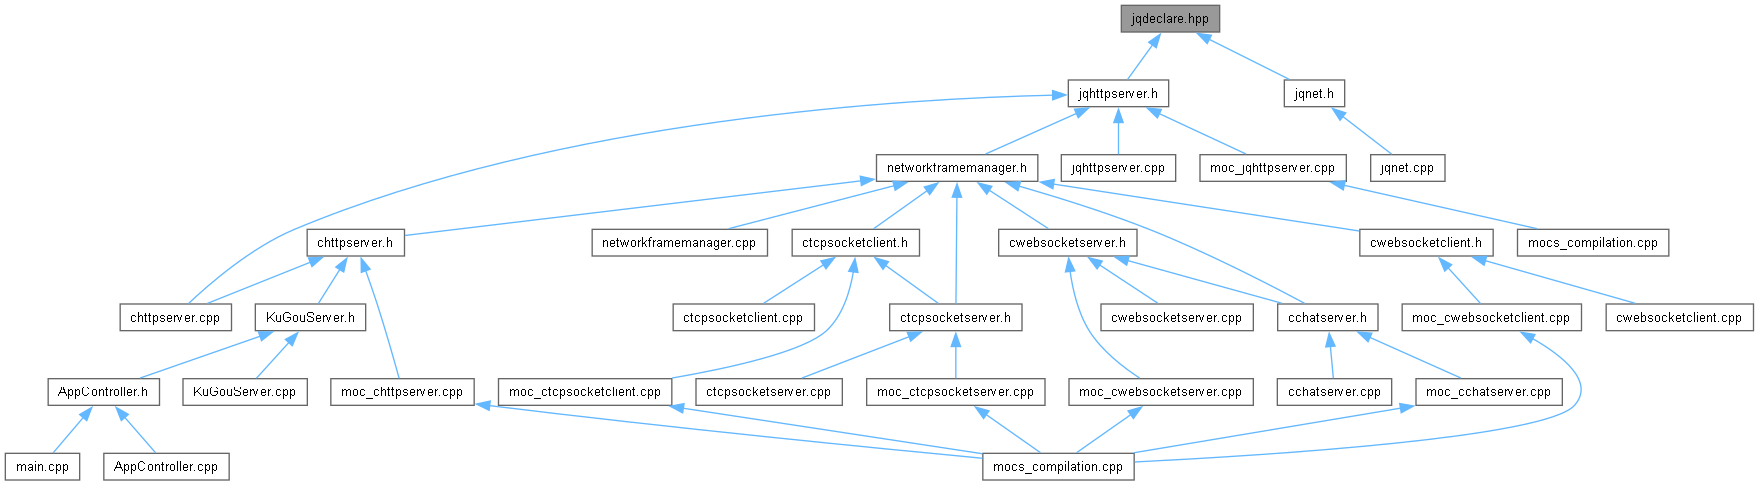 jqdeclare.hpp
jqhttpserver.h
jqnet.h
networkframemanager.h
jqhttpserver.cpp
moc_jqhttpserver.cpp
jqnet.cpp
chttpserver.h
networkframemanager.cpp
ctcpsocketclient.h
cwebsocketserver.h
cwebsocketclient.h
mocs_compilation.cpp
chttpserver.cpp
KuGouServer.h
ctcpsocketclient.cpp
ctcpsocketserver.h
cwebsocketserver.cpp
cchatserver.h
moc_cwebsocketclient.cpp
cwebsocketclient.cpp
AppController.h
KuGouServer.cpp
moc_chttpserver.cpp
moc_ctcpsocketclient.cpp
ctcpsocketserver.cpp
moc_ctcpsocketserver.cpp
moc_cwebsocketserver.cpp
cchatserver.cpp
moc_cchatserver.cpp
main.cpp
AppController.cpp
mocs_compilation.cpp